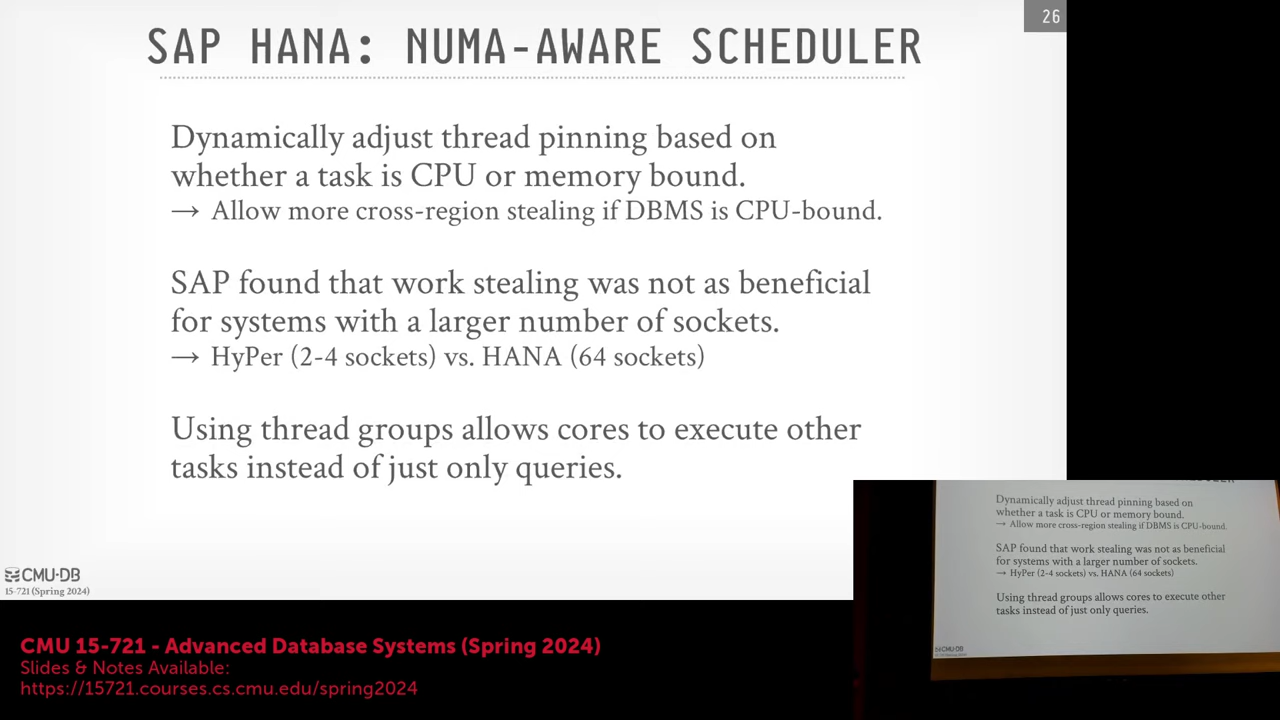 26
SAP HANA: NUMA-AWARE SCHEDULER
Dynamically adjust thread pinning based on
whether a task is CPU or memory bound.
→ Allow more cross-region stealing if DBMS is CPU-bound.
SAP found that work stealing was not as beneficial
for systems with a larger number of sockets.
→ HyPer (2-4 sockets) vs. HANA (64 sockets)
Using thread groups allows cores to execute other
tasks instead of just only queries.
CMU·DB
15-721 (Spring 2024)
Dynamically adjust thread pinning based on
whether a task is CPU or memory bound.
→ Allow more cross-region stealing if DBMS is CPU-bound.
SAP found that work stealing was not as beneficial
for systems with a larger number of sockets.
→ HyPer (2-4 sockets) vs. HANA (64 sockets)
Using thread groups allows cores to execute other
tasks instead of just only queries.
CMU·DB
CMU 15-721 - Advanced Database Systems (Spring 2024)
Slides & Notes Available:
https://15721.courses.cs.cmu.edu/spring2024